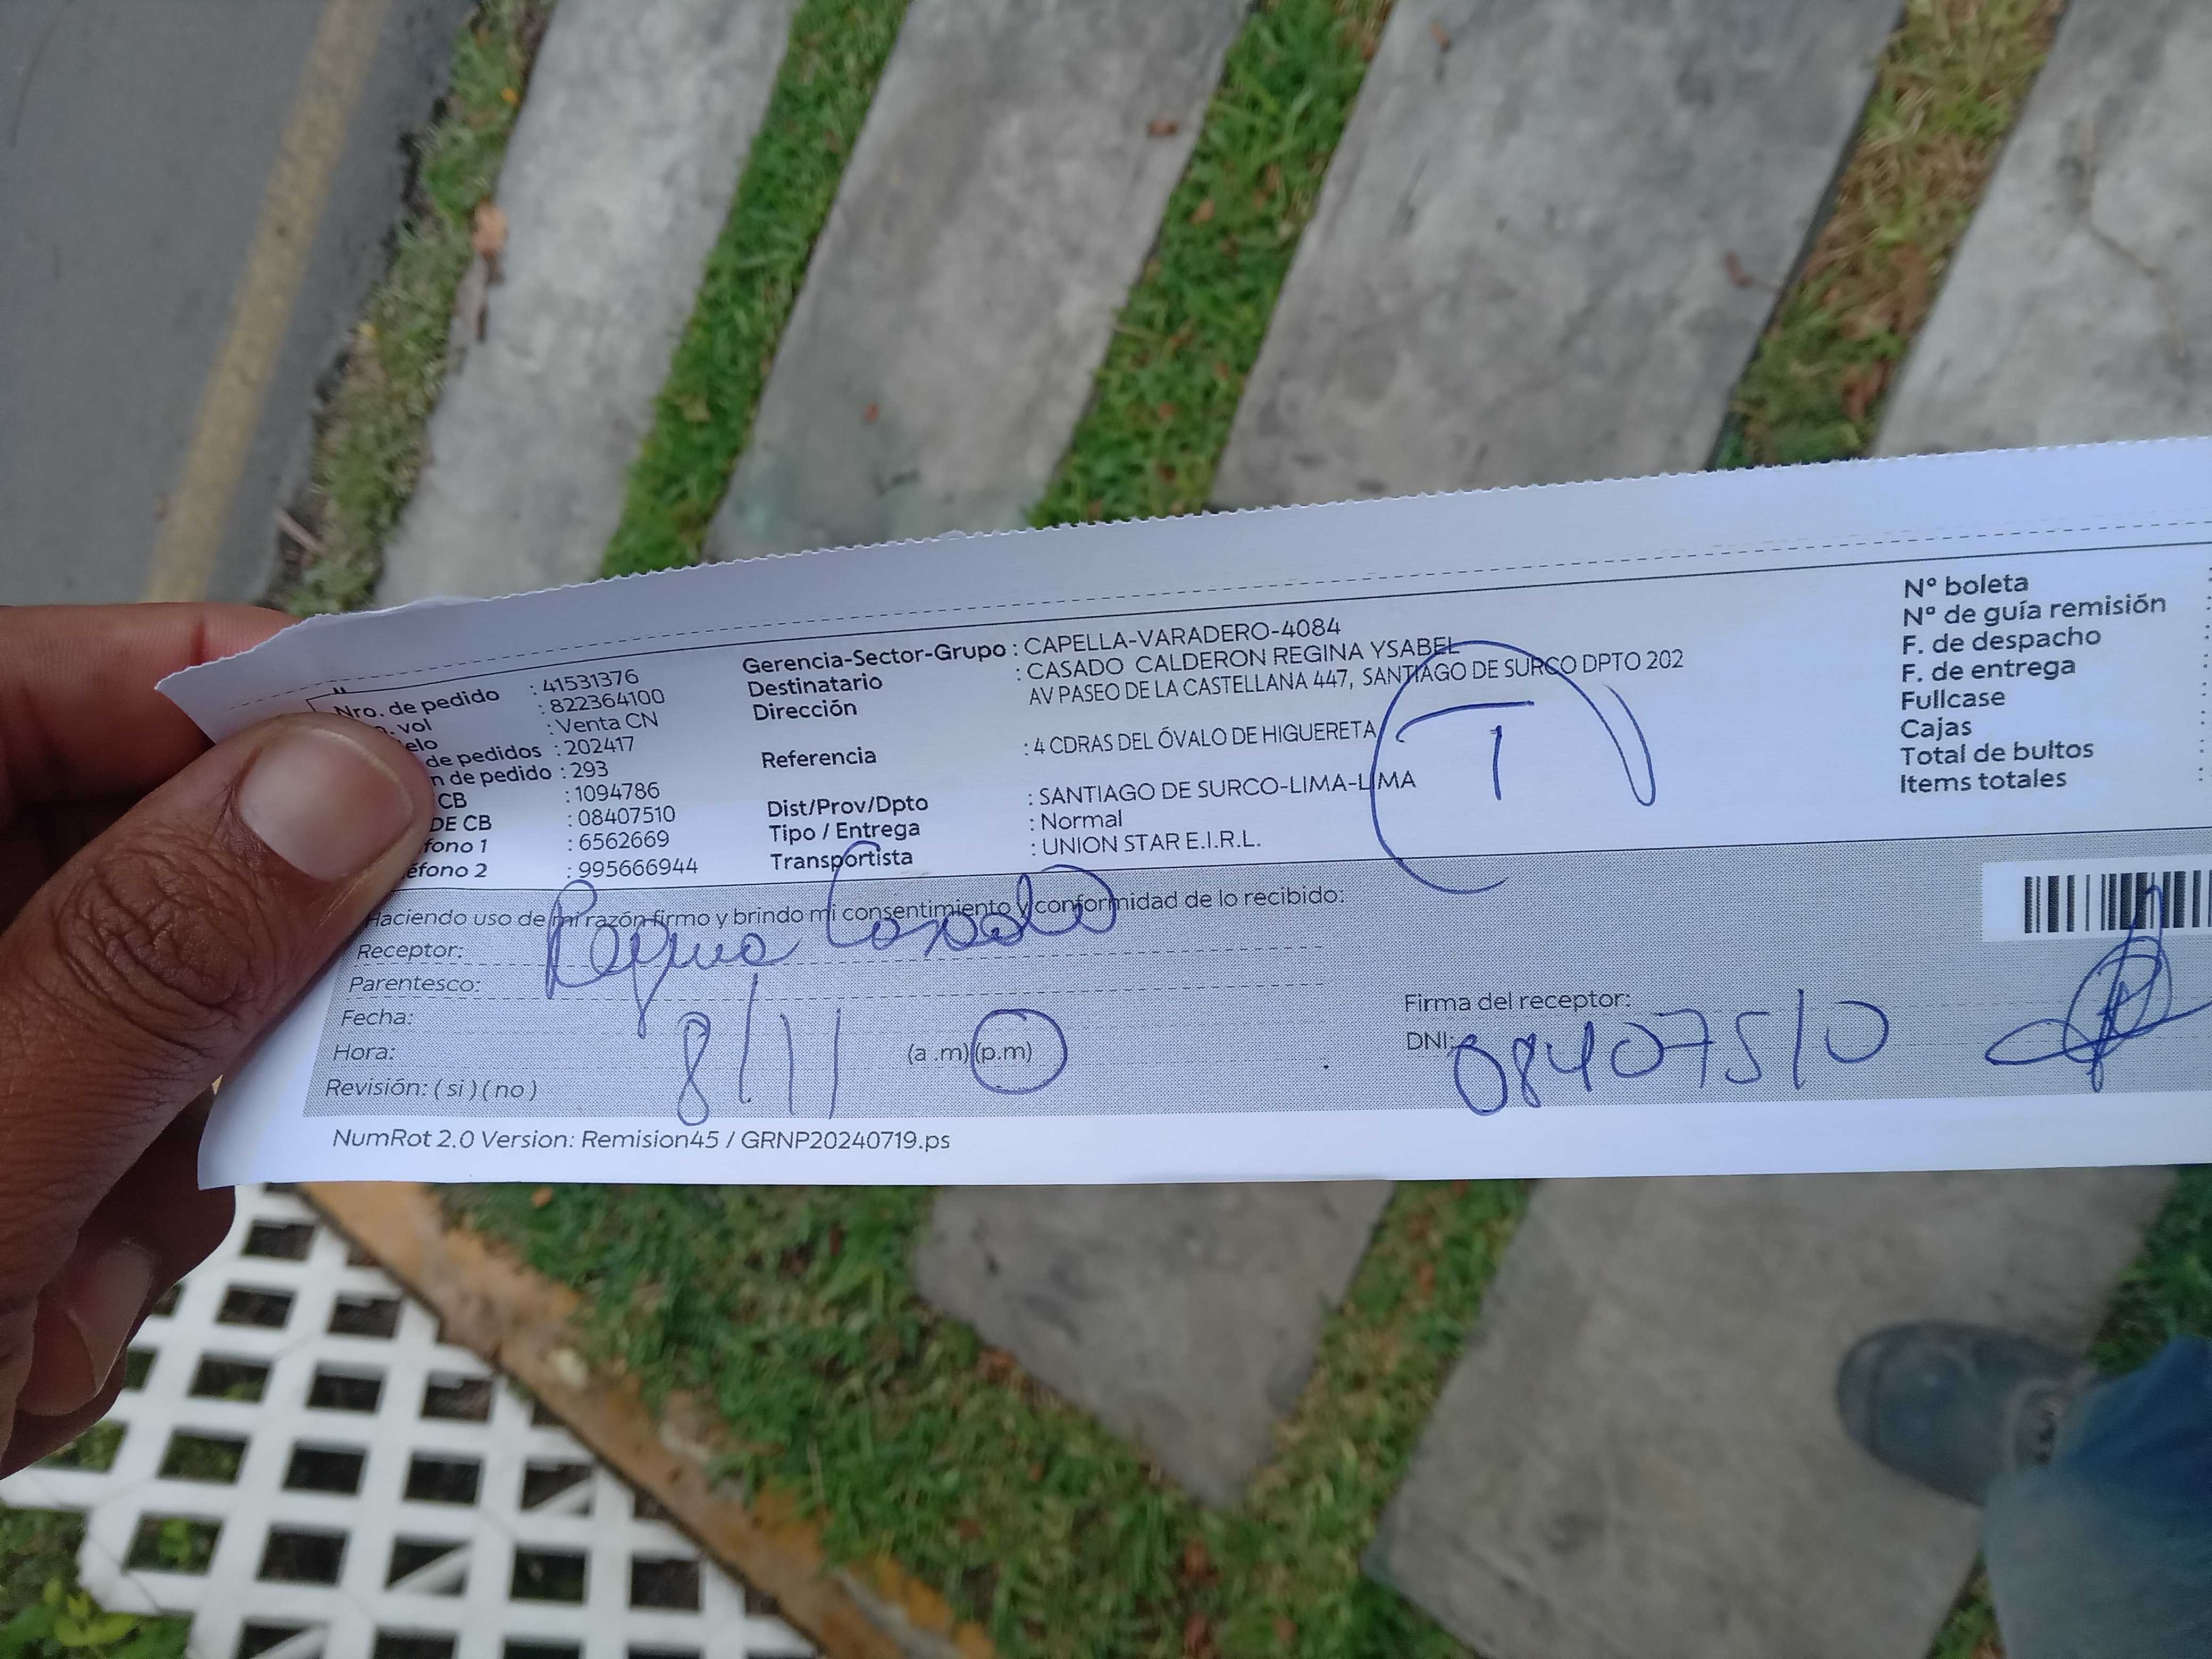 Nro. de pedido : 41531376
vol : 822364100
elo : Venta CN
de pedidos : 202417
n de pedido : 293
CB : 1094786
DE CB : 08407510
fono 1 : 6562669
éfono 2 : 995666944
Gerencia-Sector-Grupo : CAPELLA-VARADERO-4084
Destinatario : CASADO CALDERON REGINA YSABEL
Dirección AV PASEO DE LA CASTELLANA 447, SANTIAGO DE SURCO DPTO 202
Referencia : 4 CDRAS DEL ÓVALO DE HIGUERETA
Dist/Prov/Dpto : SANTIAGO DE SURCO-LIMA-LIMA
Tipo / Entrega : Normal
Transportista : UNION STAR E.I.R.L.
1
N° boleta :
N° de guía remisión :
F. de despacho :
F. de entrega :
Fullcase :
Cajas :
Total de bultos :
Items totales :
Haciendo uso de mi razón firmo y brindo mi consentimiento y conformidad de lo recibido:
Receptor: Regina Casado
Parentesco:
Fecha: 8/11
Hora: (a .m) (p.m)
Revisión: ( si ) ( no )
Firma del receptor:
DNI: 08407510
NumRot 2.0 Version: Remision45 / GRNP20240719.ps